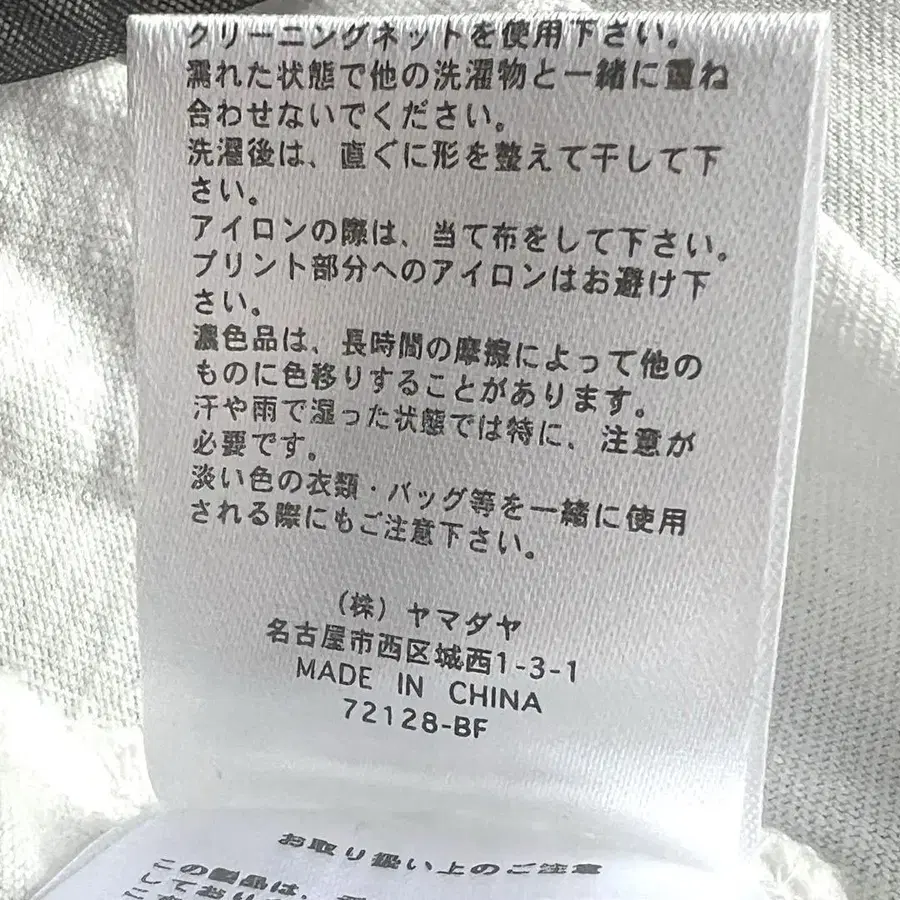 クリーニングネットを使用下さい。
濡れた状態で他の洗濯物と一緒に重ね
合わせないでください。
洗濯後は、直ぐに形を整えて干して下
さい。
アイロンの際は、当て布をして下さい。
プリント部分へのアイロンはお避け下
さい。
濃色品は、長時間の摩擦によって他の
ものに色移りすることがあります。
汗や雨で湿った状態では特に、注意が
必要です。
淡い色の衣類・バッグ等を一緒に使用
される際にもご注意下さい。
(株) ヤマダヤ
名古屋市西区城西1-3-1
MADE IN CHINA
72128-BF
お取り扱い上のご注意
この製品は、
しており